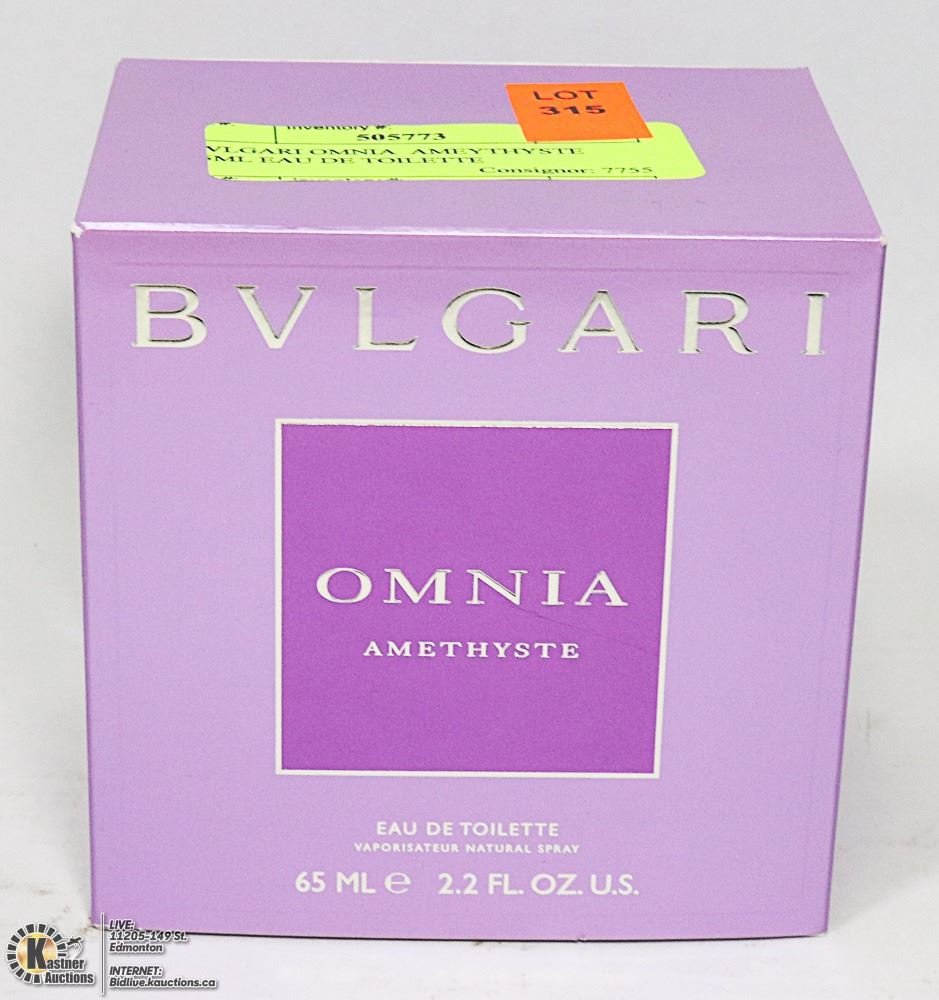 LOT
315
Inventory #:
505773
VLGARI OMNIA AMEYTHYSTE
ML EAU DE TOILETTE
Consignor: 7755
BVLGARI
OMNIA
AMETHYSTE
EAU DE TOILETTE
VAPORISATEUR NATURAL SPRAY
65 ML e 2.2 FL. OZ. U.S.
Kastner
Auctions
LIVE:
11205-149 St.
Edmonton
INTERNET:
Bidlive.kauctions.ca